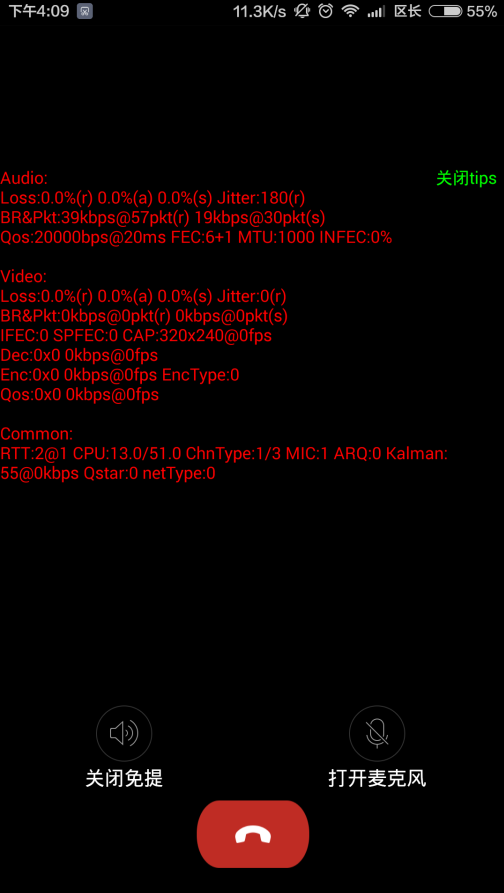 下午4:09 11.3K/s 区长 55%
关闭tips
Audio:
Loss:0.0%(r) 0.0%(a) 0.0%(s) Jitter:180(r)
BR&Pkt:39kbps@57pkt(r) 19kbps@30pkt(s)
Qos:20000bps@20ms FEC:6+1 MTU:1000 INFEC:0%
Video:
Loss:0.0%(r) 0.0%(a) 0.0%(s) Jitter:0(r)
BR&Pkt:0kbps@0pkt(r) 0kbps@0pkt(s)
IFEC:0 SPFEC:0 CAP:320x240@0fps
Dec:0x0 0kbps@0fps
Enc:0x0 0kbps@0fps EncType:0
Qos:0x0 0kbps@0fps
Common:
RTT:2@1 CPU:13.0/51.0 ChnType:1/3 MIC:1 ARQ:0 Kalman:
55@0kbps Qstar:0 netType:0
关闭免提 打开麦克风